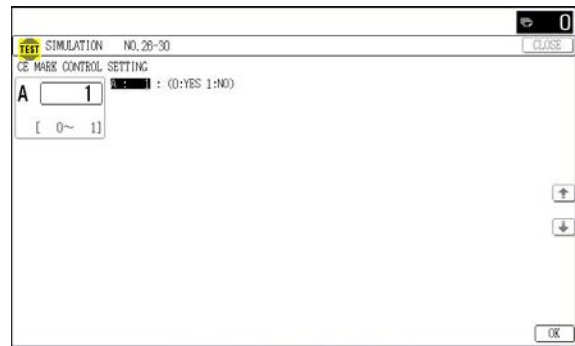 0
TEST SIMULATION NO.26-30 CLOSE
CE MARK CONTROL SETTING
A 1 A : 1 : (0:YES 1:NO)
[ 0～ 1]
OK